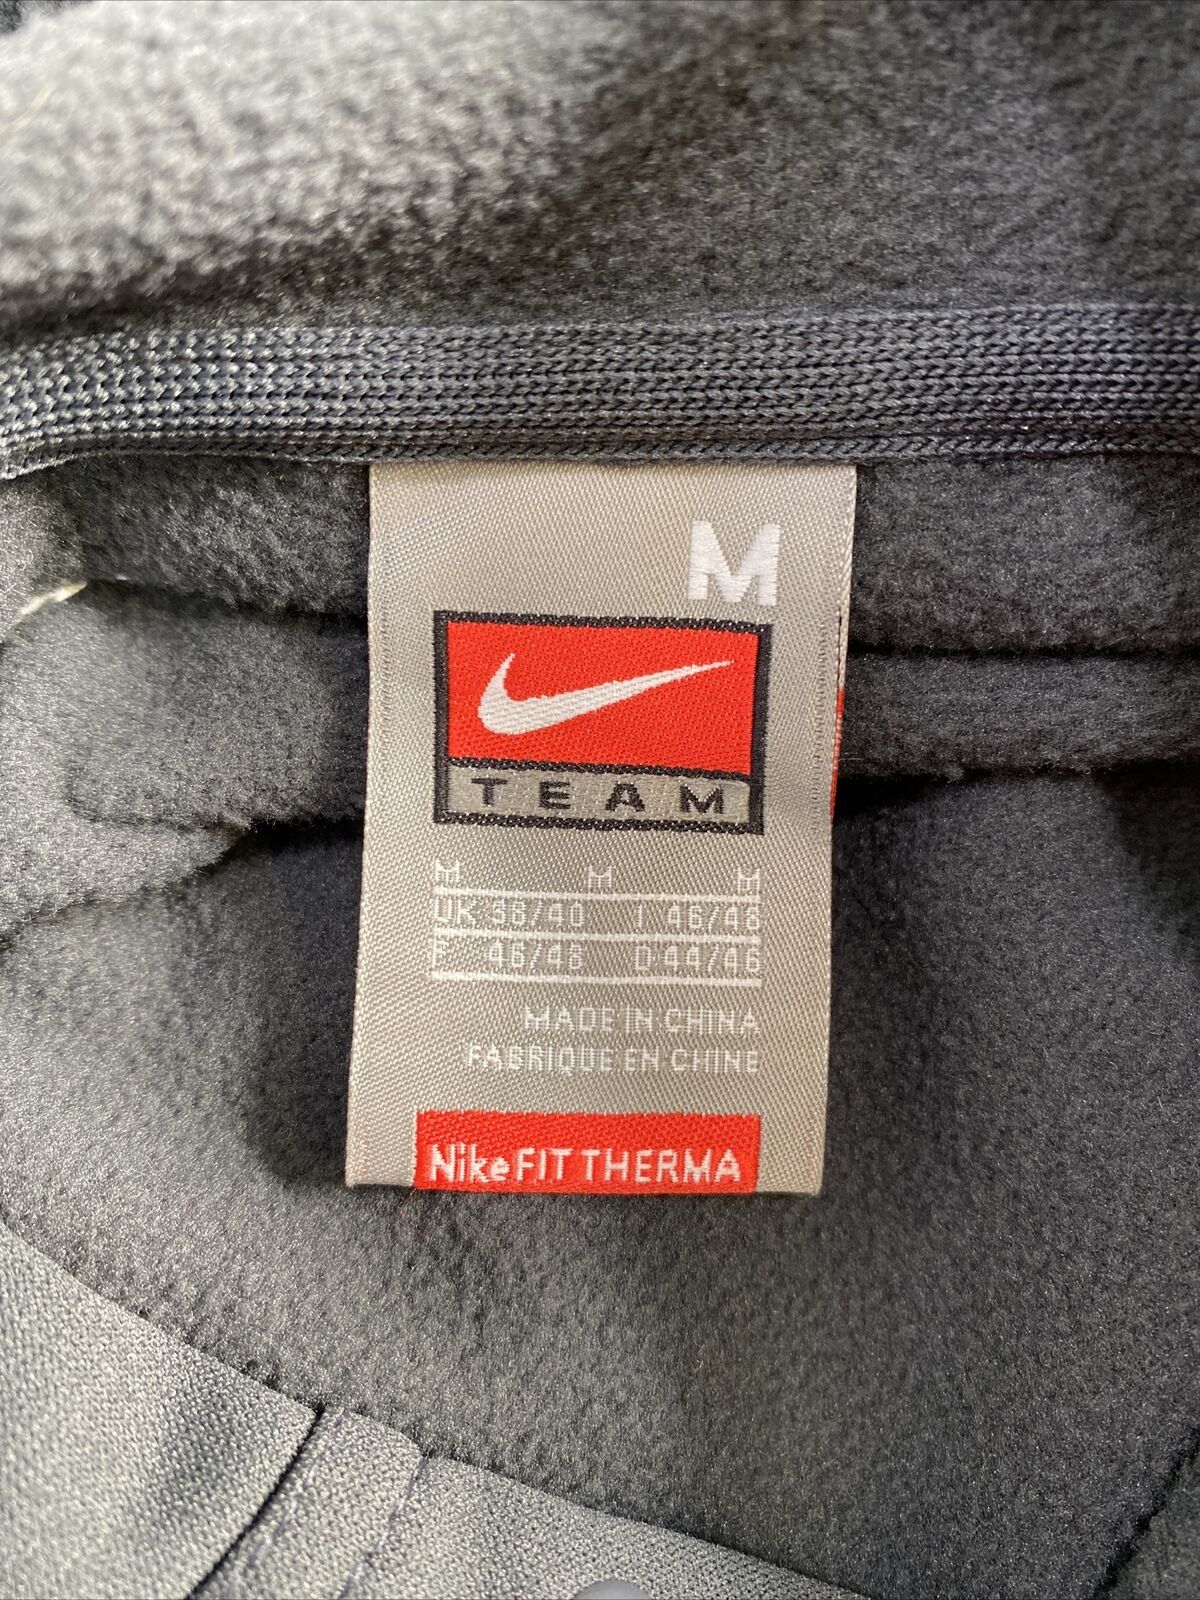 M
TEAM
M M M
UK 38/40 I 46/48
F 46/48 D 44/46
MADE IN CHINA
FABRIQUE EN CHINE
Nike FIT THERMA